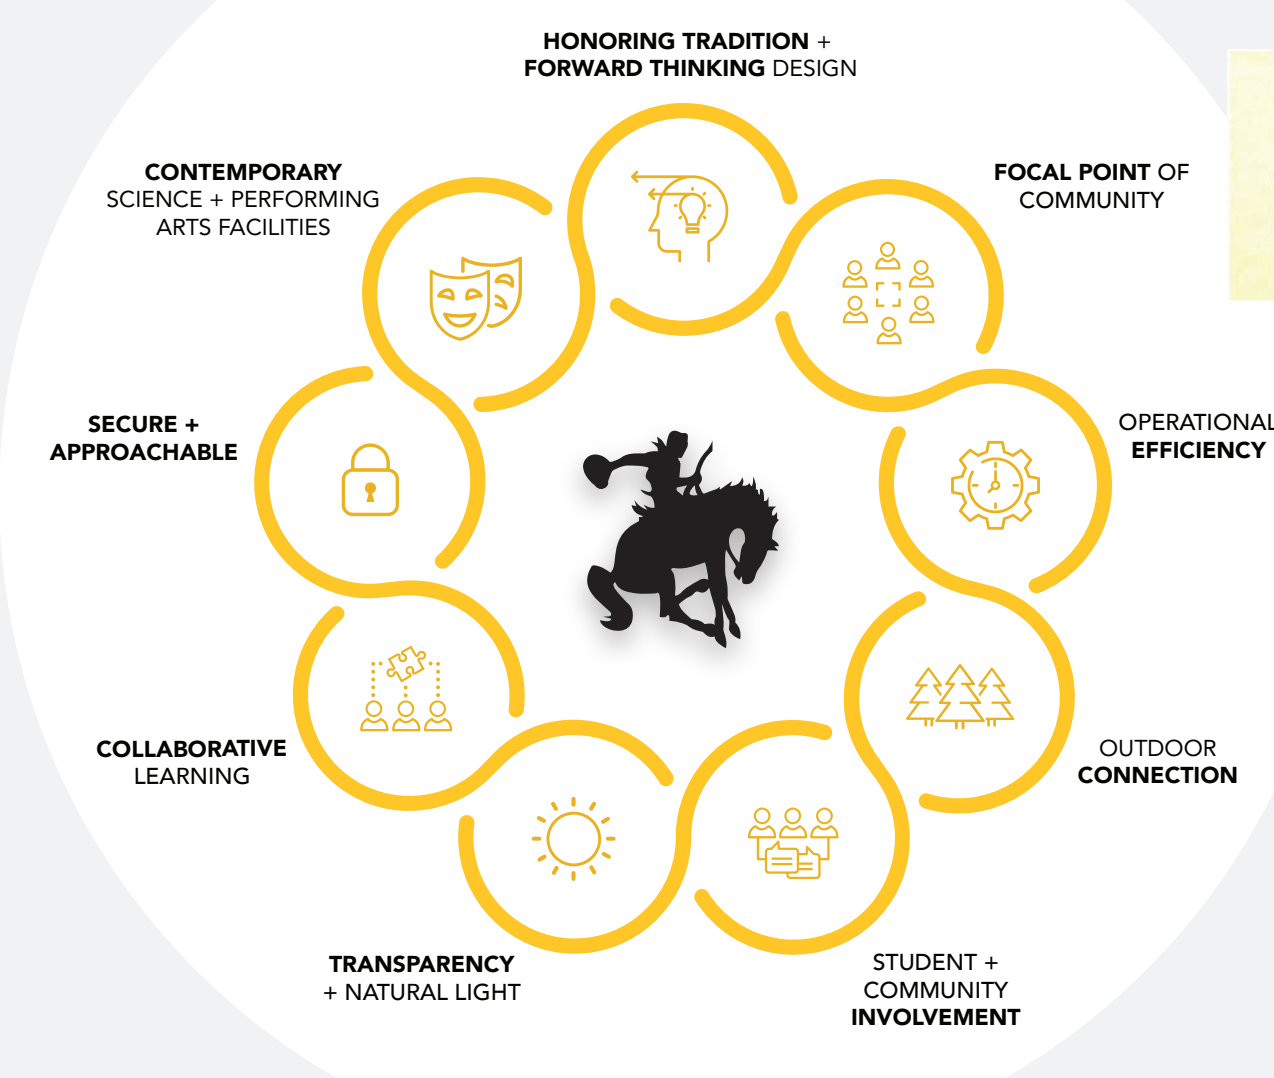 HONORING TRADITION +
FORWARD THINKING DESIGN
FOCAL POINT OF
COMMUNITY
OPERATIONAL
EFFICIENCY
OUTDOOR
CONNECTION
STUDENT +
COMMUNITY
INVOLVEMENT
TRANSPARENCY
+ NATURAL LIGHT
COLLABORATIVE
LEARNING
SECURE +
APPROACHABLE
CONTEMPORARY
SCIENCE + PERFORMING
ARTS FACILITIES